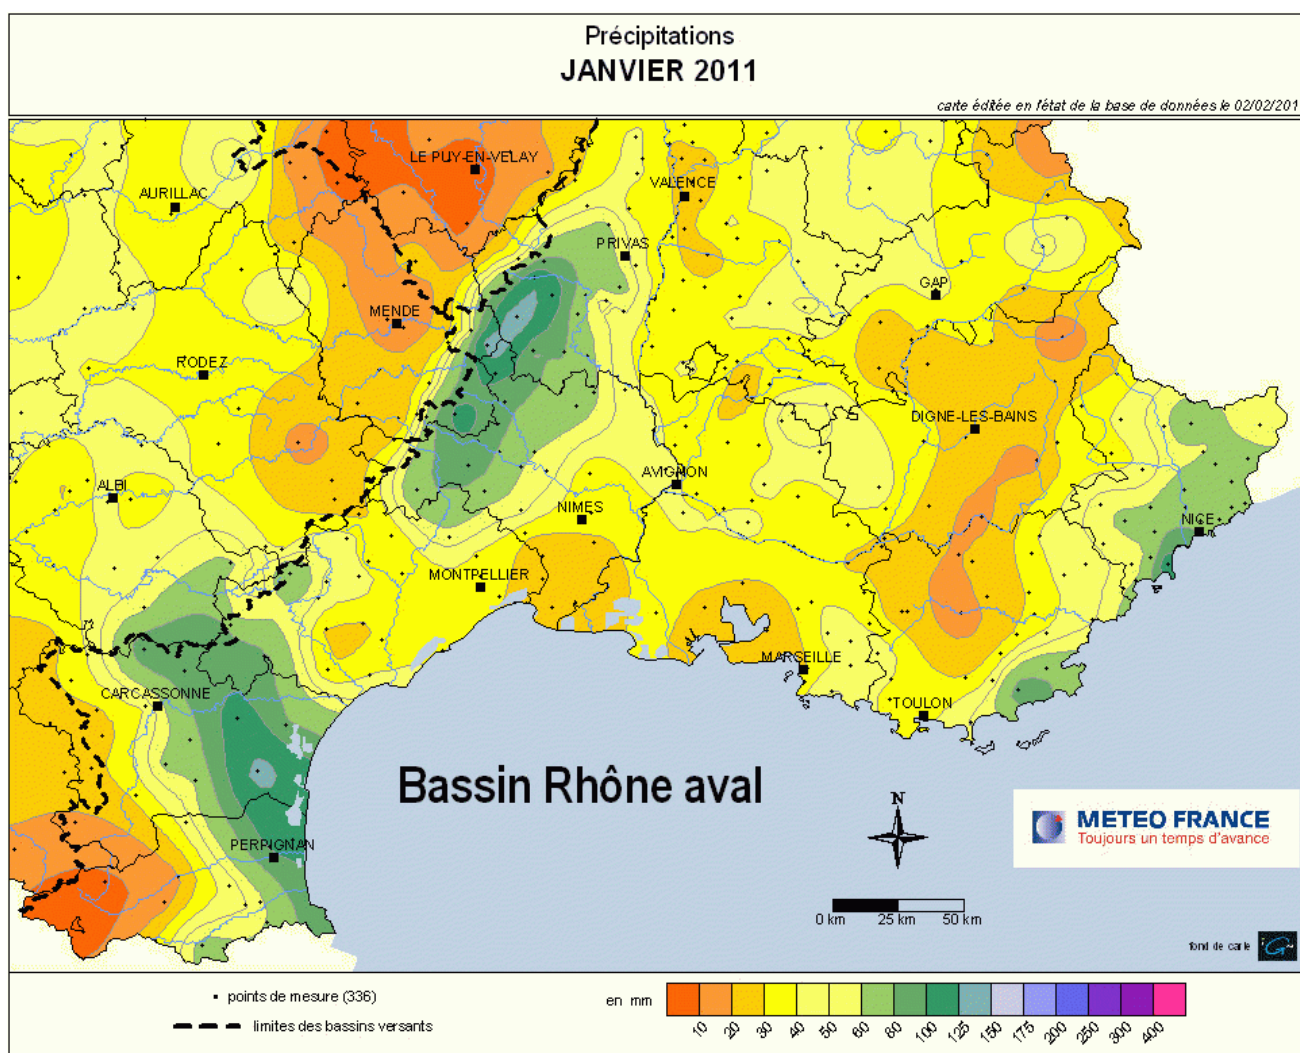 Précipitations
JANVIER 2011
carte éditée en l'état de la base de données le 02/02/201
LE PUY-EN-VELAY
AURILLAC
VALENCE
PRIVAS
GAP
MENDE
RODEZ
DIGNE-LES-BAINS
AVIGNON
ALBI
NIMES
NICE
MONTPELLIER
MARSEILLE
CARCASSONNE
TOULON
Bassin Rhône aval
N
METEO FRANCE
Toujours un temps d'avance
PERPIGNAN
0 km 25 km 50 km
fond de carte
points de mesure (336)
en mm
10 20 30 40 50 60 80 100 125 150 175 200 250 300 400
limites des bassins versants